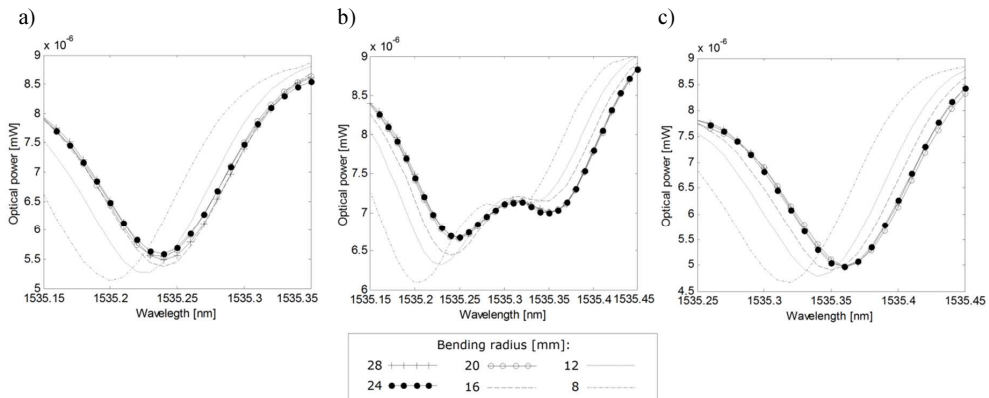 a)
x 10⁻⁶
9
8.5
8
7.5
7
6.5
6
5.5
5
Optical power [mW]
1535.15 1535.2 1535.25 1535.3 1535.35
Wavelegth [nm]
b)
x 10⁻⁶
9
8.5
8
7.5
7
6.5
6
Optical power [mW]
1535.15 1535.2 1535.25 1535.3 1535.35 1535.4 1535.45
Wavelength [nm]
c)
x 10⁻⁶
9
8.5
8
7.5
7
6.5
6
5.5
5
4.5
Optical power [mW]
1535.25 1535.3 1535.35 1535.4 1535.45
Wavelength [nm]
Bending radius [mm]:
28 20 12
24 16 8